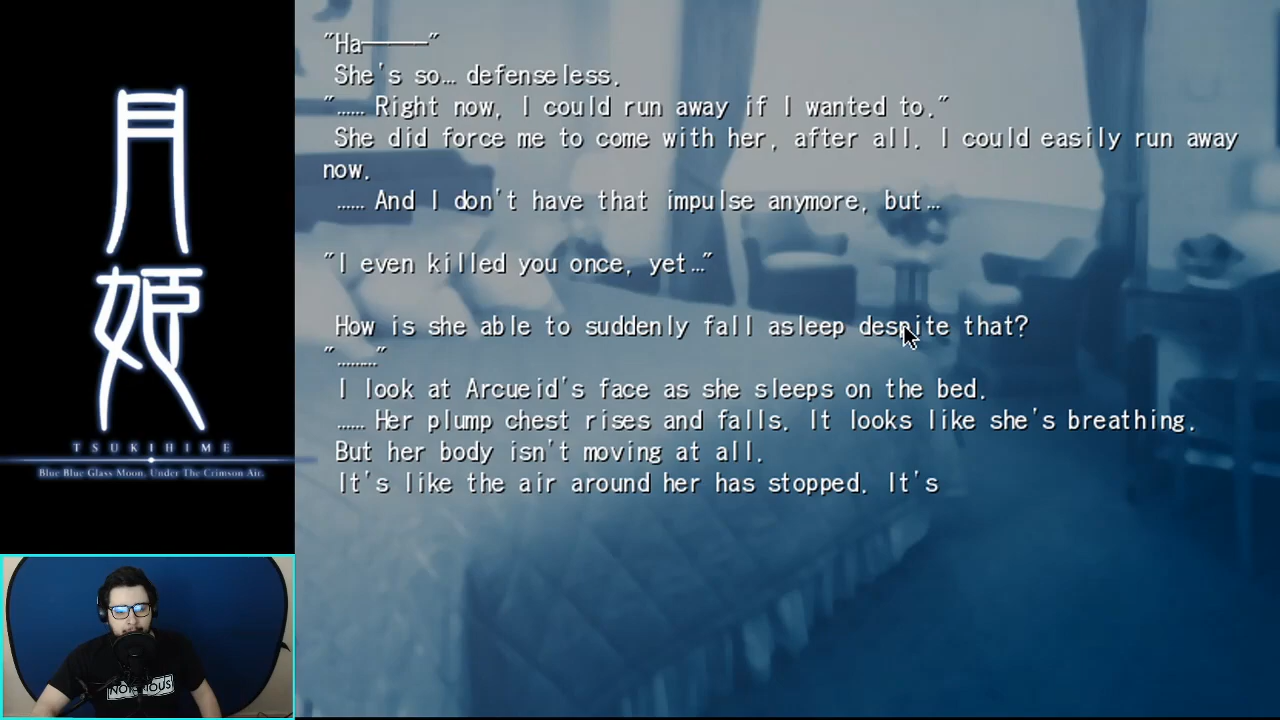 月姫
TSUKIHIME
Blue Blue Glass Moon, Under The Crimson Air.
"Ha────"
She's so… defenseless.
"…… Right now, I could run away if I wanted to."
She did force me to come with her, after all. I could easily run away
now.
…… And I don't have that impulse anymore, but…
"I even killed you once, yet…"
How is she able to suddenly fall asleep despite that?
"………"
I look at Arcueid's face as she sleeps on the bed.
…… Her plump chest rises and falls. It looks like she's breathing.
But her body isn't moving at all.
It's like the air around her has stopped. It's
NOTORIOUS